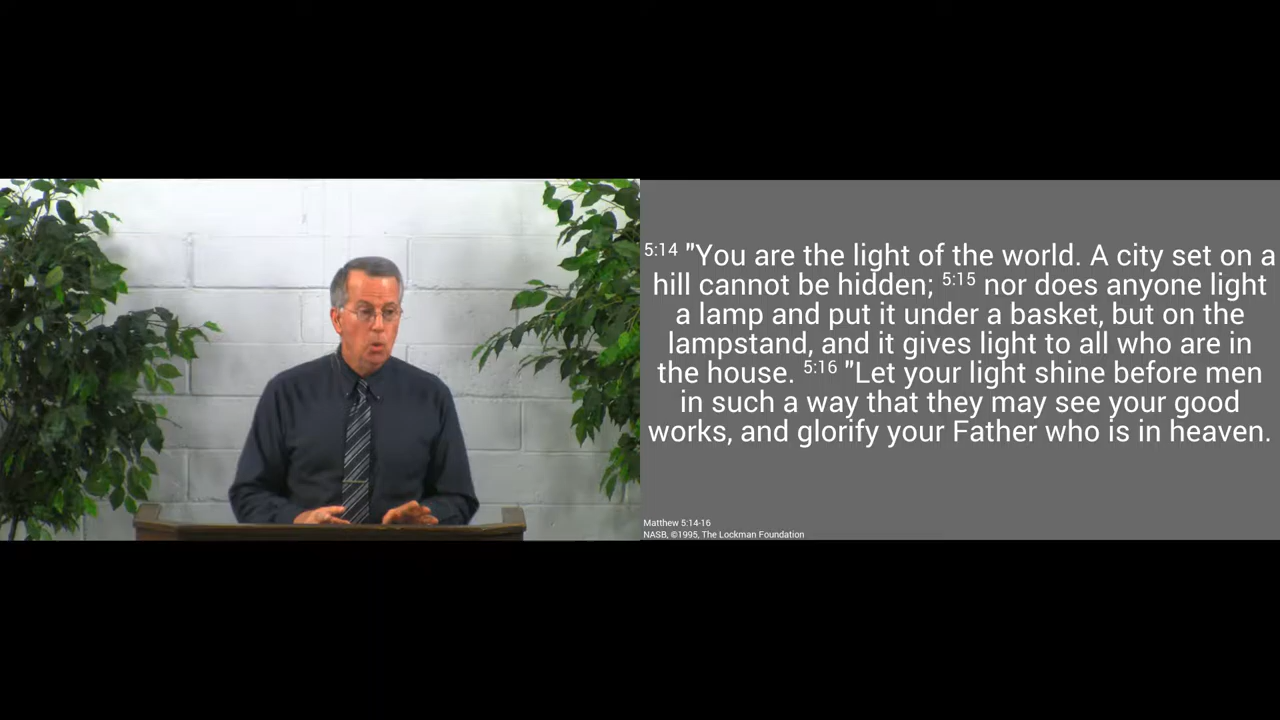 5:14 "You are the light of the world. A city set on a
hill cannot be hidden; 5:15 nor does anyone light
a lamp and put it under a basket, but on the
lampstand, and it gives light to all who are in
the house. 5:16 "Let your light shine before men
in such a way that they may see your good
works, and glorify your Father who is in heaven.
Matthew 5:14-16
NASB, ©1995, The Lockman Foundation